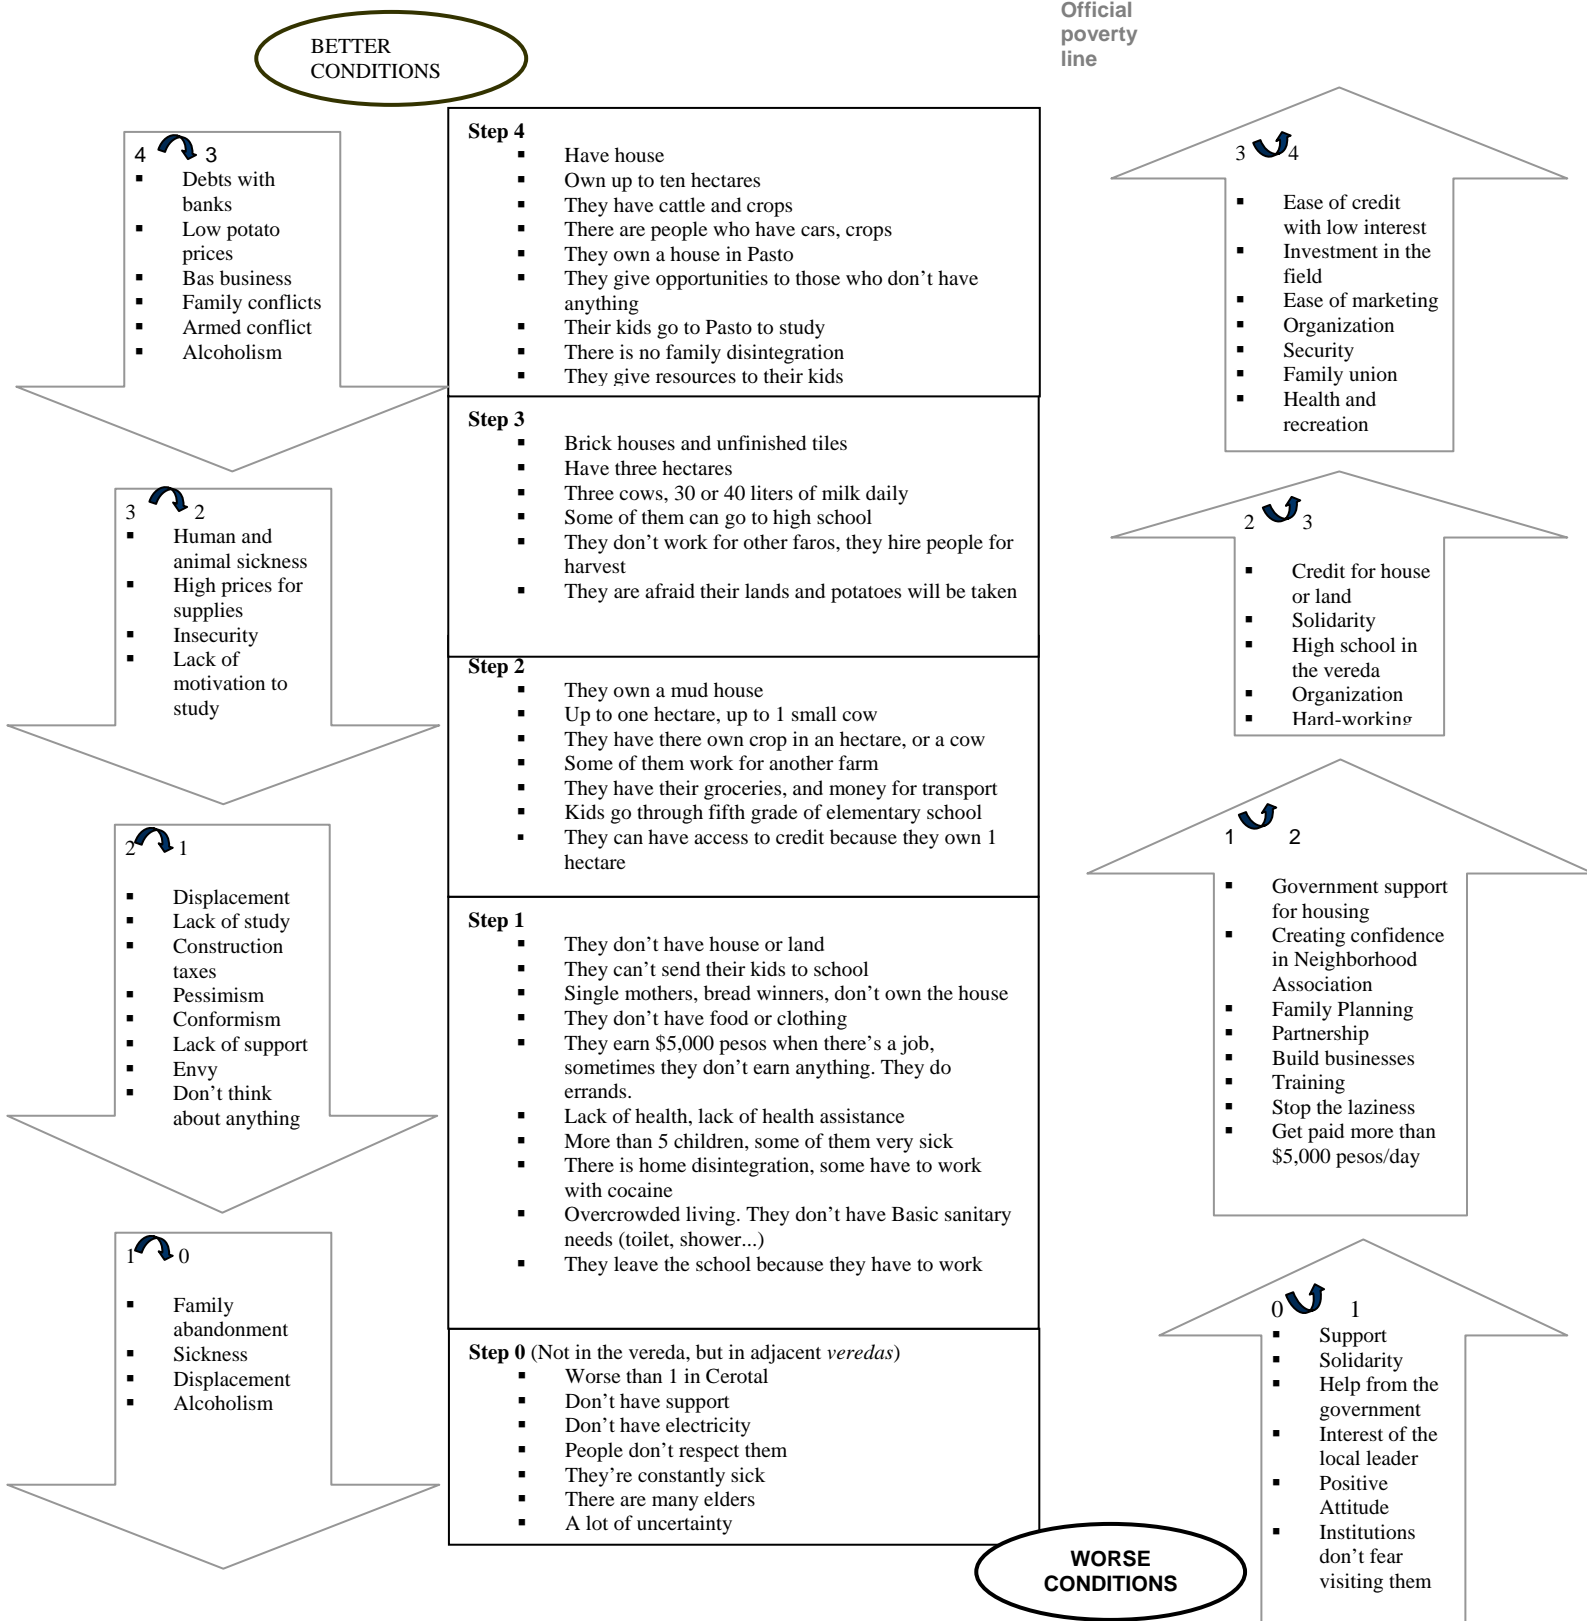 Official
poverty
line
BETTER
CONDITIONS
4 3
▪ Debts with
banks
▪ Low potato
prices
▪ Bas business
▪ Family conflicts
▪ Armed conflict
▪ Alcoholism
3 2
▪ Human and
animal sickness
▪ High prices for
supplies
▪ Insecurity
▪ Lack of
motivation to
study
2 1
▪ Displacement
▪ Lack of study
▪ Construction
taxes
▪ Pessimism
▪ Conformism
▪ Lack of support
▪ Envy
▪ Don’t think
about anything
1 0
▪ Family
abandonment
▪ Sickness
▪ Displacement
▪ Alcoholism
Step 4
▪ Have house
▪ Own up to ten hectares
▪ They have cattle and crops
▪ There are people who have cars, crops
▪ They own a house in Pasto
▪ They give opportunities to those who don’t have
anything
▪ Their kids go to Pasto to study
▪ There is no family disintegration
▪ They give resources to their kids
Step 3
▪ Brick houses and unfinished tiles
▪ Have three hectares
▪ Three cows, 30 or 40 liters of milk daily
▪ Some of them can go to high school
▪ They don’t work for other faros, they hire people for
harvest
▪ They are afraid their lands and potatoes will be taken
Step 2
▪ They own a mud house
▪ Up to one hectare, up to 1 small cow
▪ They have there own crop in an hectare, or a cow
▪ Some of them work for another farm
▪ They have their groceries, and money for transport
▪ Kids go through fifth grade of elementary school
▪ They can have access to credit because they own 1
hectare
Step 1
▪ They don’t have house or land
▪ They can’t send their kids to school
▪ Single mothers, bread winners, don’t own the house
▪ They don’t have food or clothing
▪ They earn $5,000 pesos when there’s a job,
sometimes they don’t earn anything. They do
errands.
▪ Lack of health, lack of health assistance
▪ More than 5 children, some of them very sick
▪ There is home disintegration, some have to work
with cocaine
▪ Overcrowded living. They don’t have Basic sanitary
needs (toilet, shower...)
▪ They leave the school because they have to work
Step 0 (Not in the vereda, but in adjacent veredas)
▪ Worse than 1 in Cerotal
▪ Don’t have support
▪ Don’t have electricity
▪ People don’t respect them
▪ They’re constantly sick
▪ There are many elders
▪ A lot of uncertainty
3 4
▪ Ease of credit
with low interest
▪ Investment in the
field
▪ Ease of marketing
▪ Organization
▪ Security
▪ Family union
▪ Health and
recreation
2 3
▪ Credit for house
or land
▪ Solidarity
▪ High school in
the vereda
▪ Organization
▪ Hard-working
1 2
▪ Government support
for housing
▪ Creating confidence
in Neighborhood
Association
▪ Family Planning
▪ Partnership
▪ Build businesses
▪ Training
▪ Stop the laziness
▪ Get paid more than
$5,000 pesos/day
0 1
▪ Support
▪ Solidarity
▪ Help from the
government
▪ Interest of the
local leader
▪ Positive
Attitude
▪ Institutions
don’t fear
visiting them
WORSE
CONDITIONS